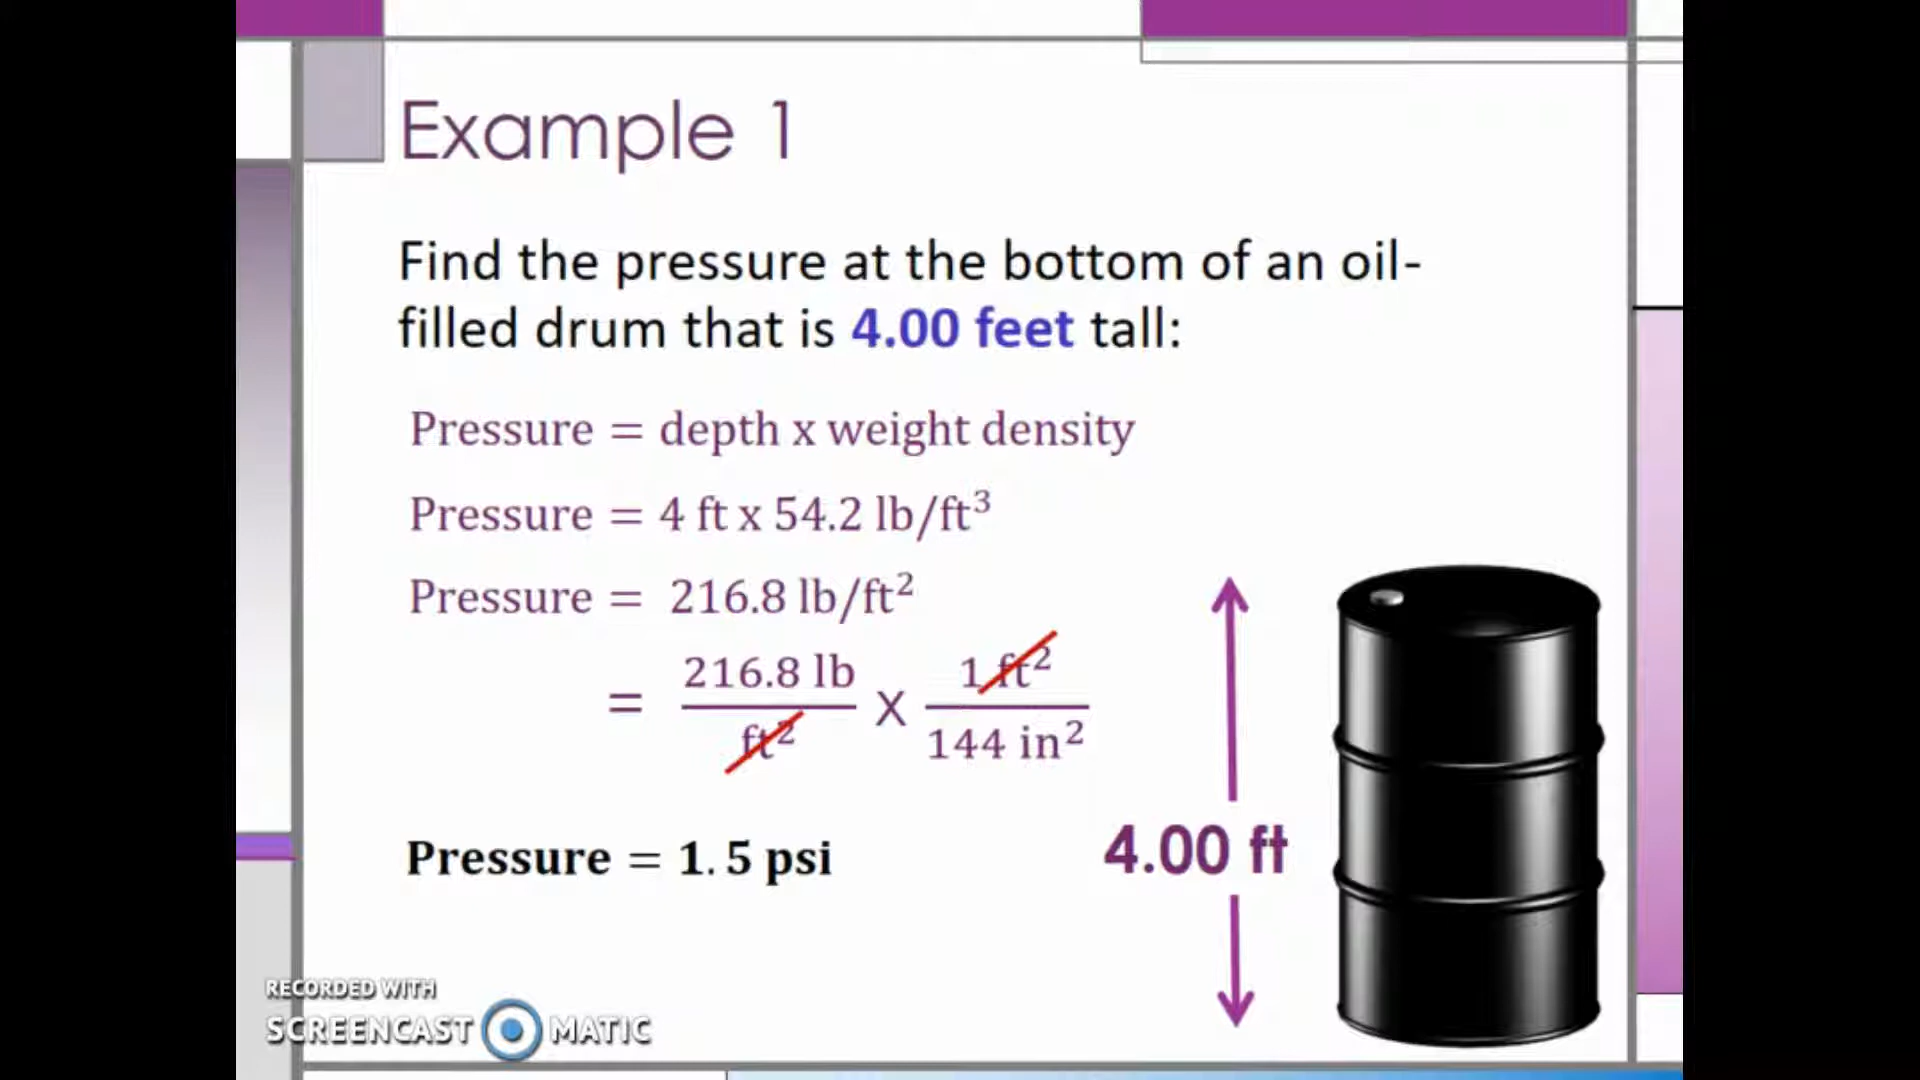 Example 1
Find the pressure at the bottom of an oil-
filled drum that is 4.00 feet tall:
Pressure = depth x weight density
Pressure = 4 ft x 54.2 lb/ft³
Pressure = 216.8 lb/ft²
= 216.8 lb/ft² X 1 ft²/144 in²
4.00 ft
Pressure = 1.5 psi
RECORDED WITH
SCREENCAST MATIC